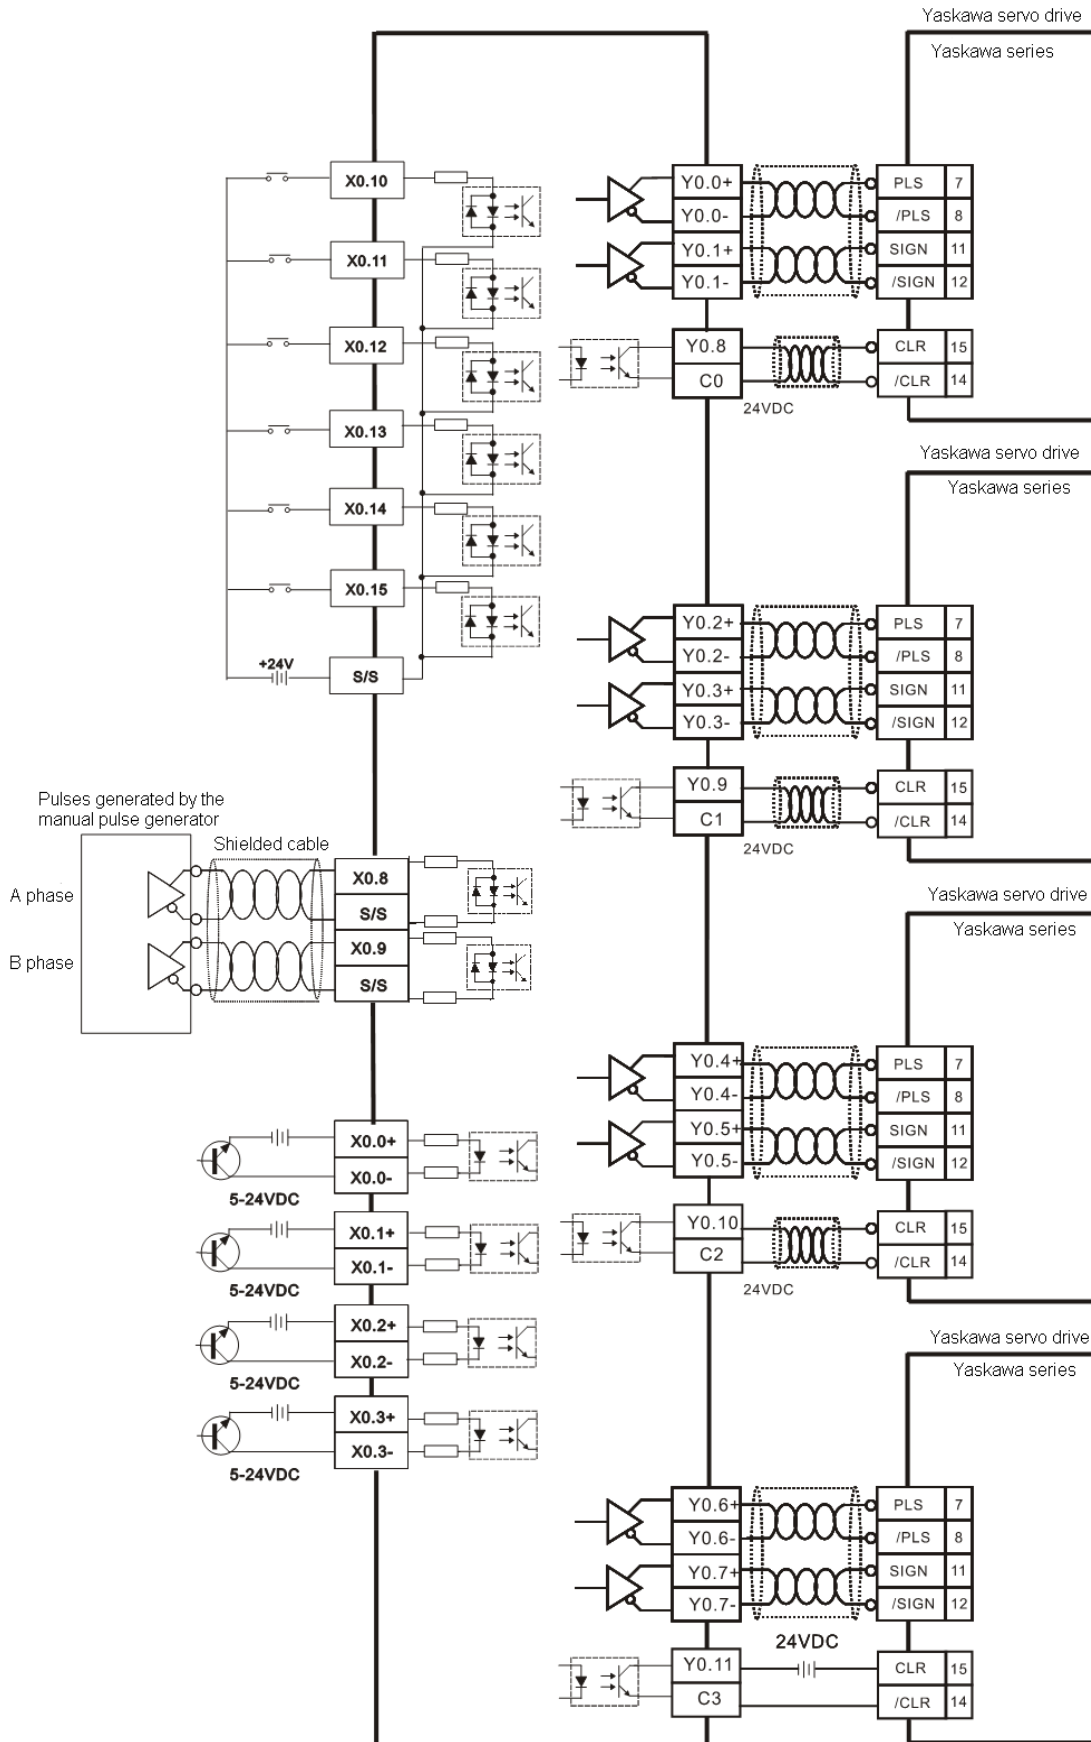 Yaskawa servo drive
Yaskawa series
X0.10
X0.11
X0.12
X0.13
X0.14
X0.15
+24V
S/S
Pulses generated by the
manual pulse generator
Shielded cable
A phase
B phase
X0.8
S/S
X0.9
S/S
X0.0+
X0.0-
5-24VDC
X0.1+
X0.1-
5-24VDC
X0.2+
X0.2-
5-24VDC
X0.3+
X0.3-
5-24VDC
Y0.0+ PLS 7
Y0.0- /PLS 8
Y0.1+ SIGN 11
Y0.1- /SIGN 12
Y0.8 CLR 15
C0 /CLR 14
24VDC
Yaskawa servo drive
Yaskawa series
Y0.2+ PLS 7
Y0.2- /PLS 8
Y0.3+ SIGN 11
Y0.3- /SIGN 12
Y0.9 CLR 15
C1 /CLR 14
24VDC
Yaskawa servo drive
Yaskawa series
Y0.4+ PLS 7
Y0.4- /PLS 8
Y0.5+ SIGN 11
Y0.5- /SIGN 12
Y0.10 CLR 15
C2 /CLR 14
24VDC
Yaskawa servo drive
Yaskawa series
Y0.6+ PLS 7
Y0.6- /PLS 8
Y0.7+ SIGN 11
Y0.7- /SIGN 12
24VDC
Y0.11 CLR 15
C3 /CLR 14